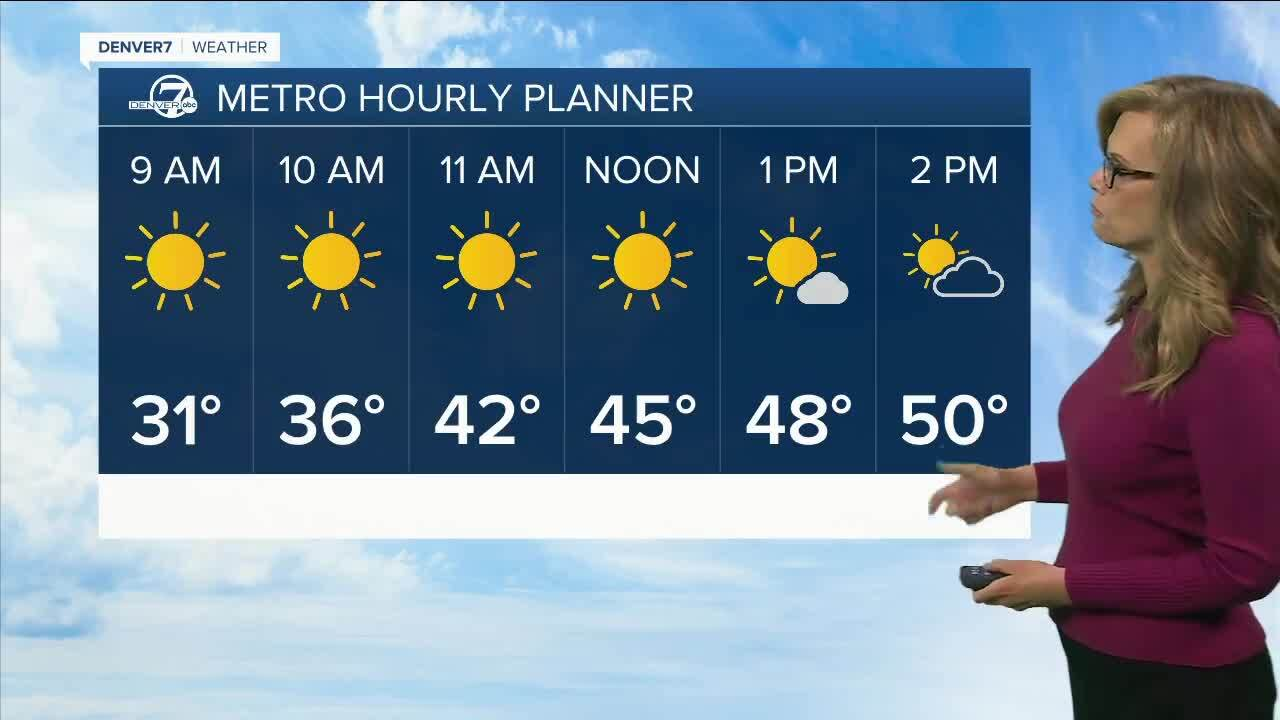 DENVER7 | WEATHER
7
DENVER abc
METRO HOURLY PLANNER
9 AM 10 AM 11 AM NOON 1 PM 2 PM
31° 36° 42° 45° 48° 50°